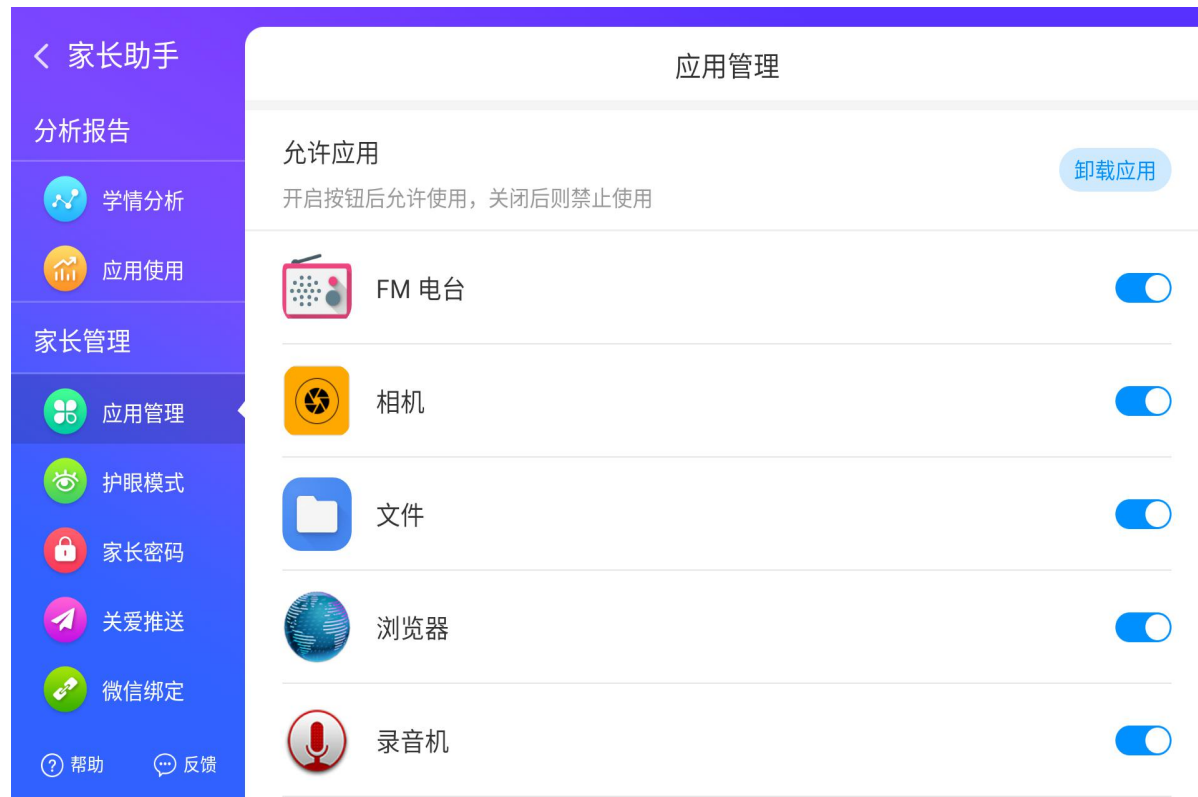 家长助手
分析报告
学情分析
应用使用
家长管理
应用管理
护眼模式
家长密码
关爱推送
微信绑定
帮助
反馈
应用管理
允许应用
开启按钮后允许使用，关闭后则禁止使用
卸载应用
FM 电台
相机
文件
浏览器
录音机